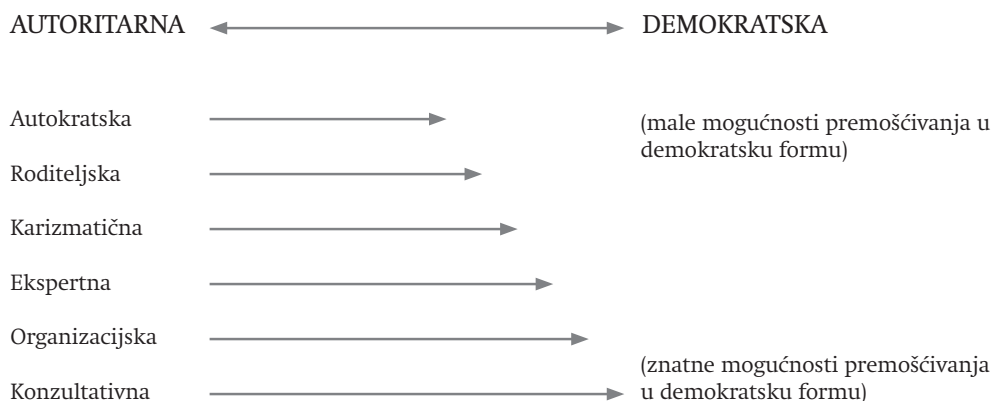 AUTORITARNA DEMOKRATSKA
Autokratska
(male mogućnosti premošćivanja u
demokratsku formu)
Roditeljska
Karizmatična
Ekspertna
Organizacijska
(znatne mogućnosti premošćivanja
Konzultativna
u demokratsku formu)